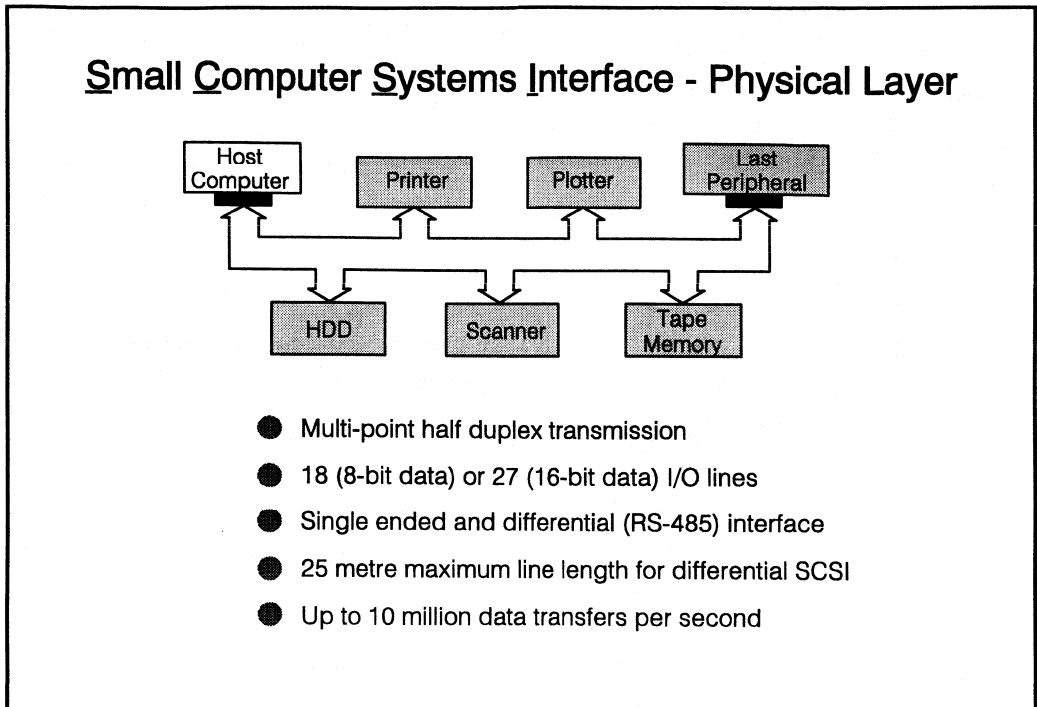 Small Computer Systems Interface - Physical Layer
Host
Computer
Printer
Plotter
Last
Peripheral
HDD
Scanner
Tape
Memory
Multi-point half duplex transmission
18 (8-bit data) or 27 (16-bit data) I/O lines
Single ended and differential (RS-485) interface
25 metre maximum line length for differential SCSI
Up to 10 million data transfers per second